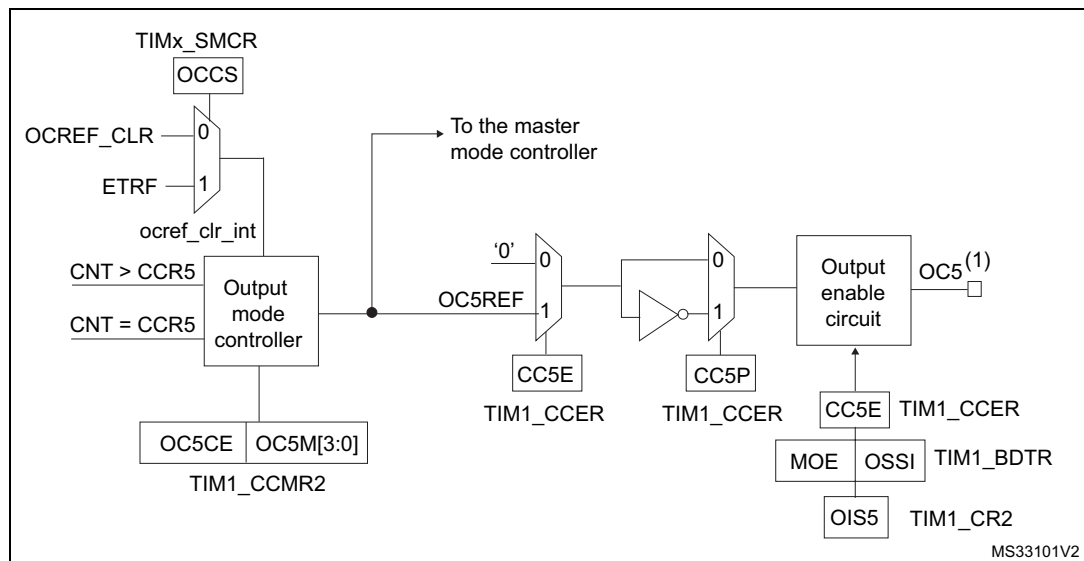 TIMx_SMCR
OCCS
OCREF_CLR
0
ETRF
1
ocref_clr_int
To the master
mode controller
CNT > CCR5
CNT = CCR5
Output
mode
controller
‘0’
0
OC5REF
1
0
1
Output
enable
circuit
OC5 (1)
CC5E
TIM1_CCER
CC5P
TIM1_CCER
CC5E
TIM1_CCER
OC5CE OC5M[3:0]
TIM1_CCMR2
MOE OSSI TIM1_BDTR
OIS5 TIM1_CR2
MS33101V2